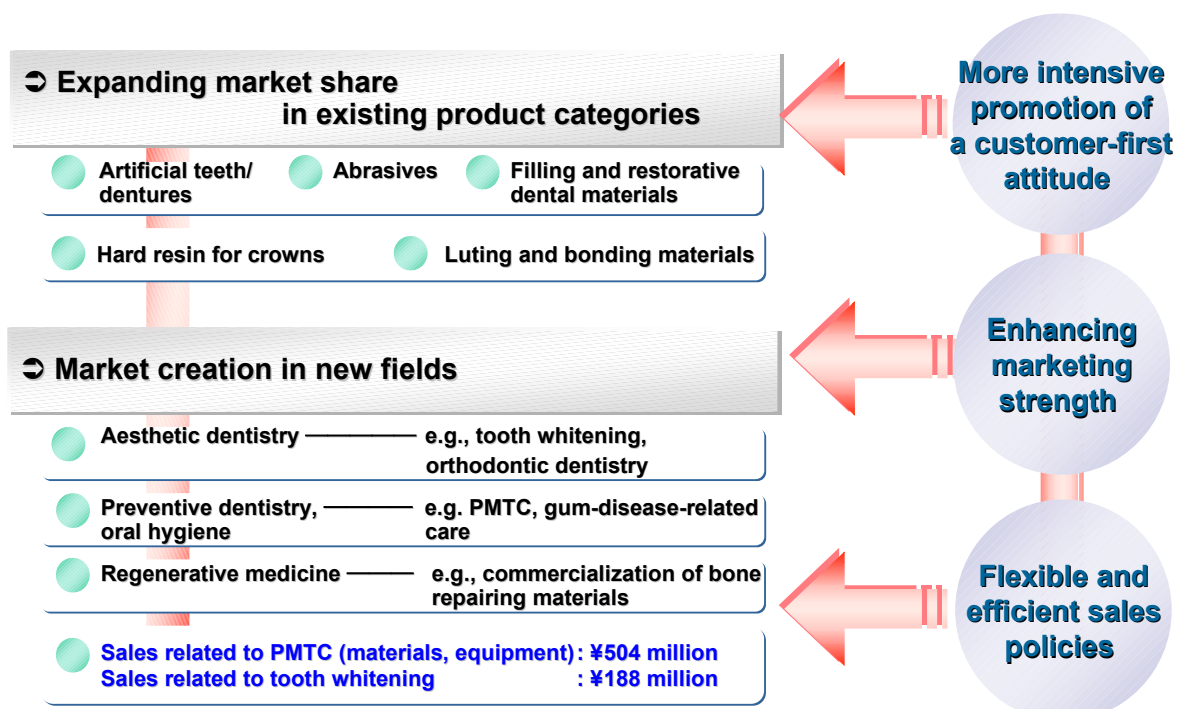 ➲ Expanding market share
in existing product categories
Artificial teeth/
dentures
Abrasives
Filling and restorative
dental materials
Hard resin for crowns
Luting and bonding materials
➲ Market creation in new fields
Aesthetic dentistry ———— e.g., tooth whitening,
orthodontic dentistry
Preventive dentistry, ———— e.g. PMTC, gum-disease-related
oral hygiene care
Regenerative medicine ———— e.g., commercialization of bone
repairing materials
Sales related to PMTC (materials, equipment) : ¥504 million
Sales related to tooth whitening : ¥188 million
More intensive
promotion of
a customer-first
attitude
Enhancing
marketing
strength
Flexible and
efficient sales
policies